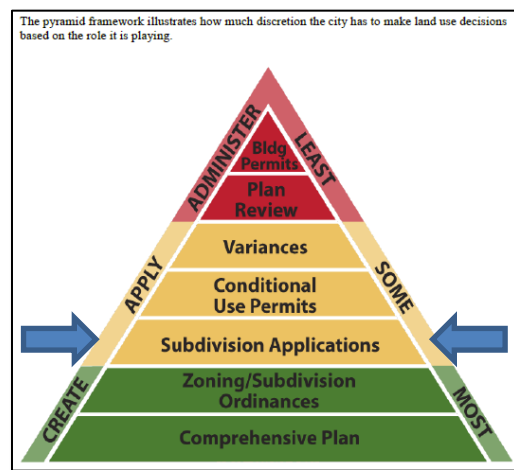 The pyramid framework illustrates how much discretion the city has to make land use decisions
based on the role it is playing.
ADMINISTER
LEAST
Bldg
Permits
Plan
Review
APPLY
SOME
Variances
Conditional
Use Permits
Subdivision Applications
CREATE
MOST
Zoning/Subdivision
Ordinances
Comprehensive Plan